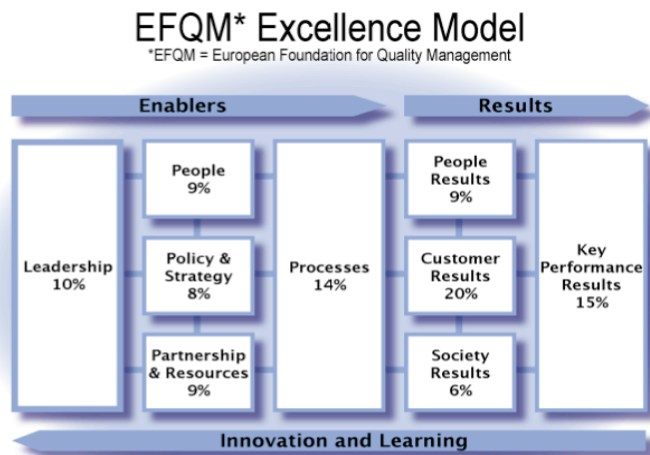 EFQM* Excellence Model
*EFQM = European Foundation for Quality Management
Enablers
Results
Leadership
10%
People
9%
Policy &
Strategy
8%
Partnership
& Resources
9%
Processes
14%
People
Results
9%
Customer
Results
20%
Society
Results
6%
Key
Performance
Results
15%
Innovation and Learning